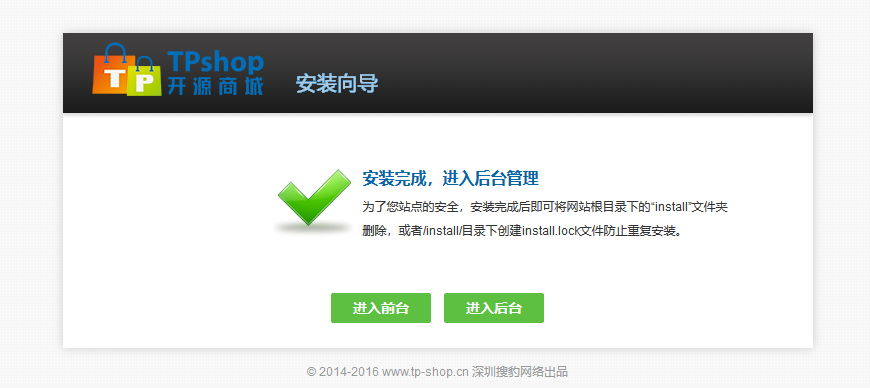 TP
TPshop
开源商城
安装向导
安装完成，进入后台管理
为了您站点的安全，安装完成后即可将网站根目录下的“install”文件夹
删除，或者/install/目录下创建install.lock文件防止重复安装。
进入前台 进入后台
© 2014-2016 www.tp-shop.cn 深圳搜豹网络出品